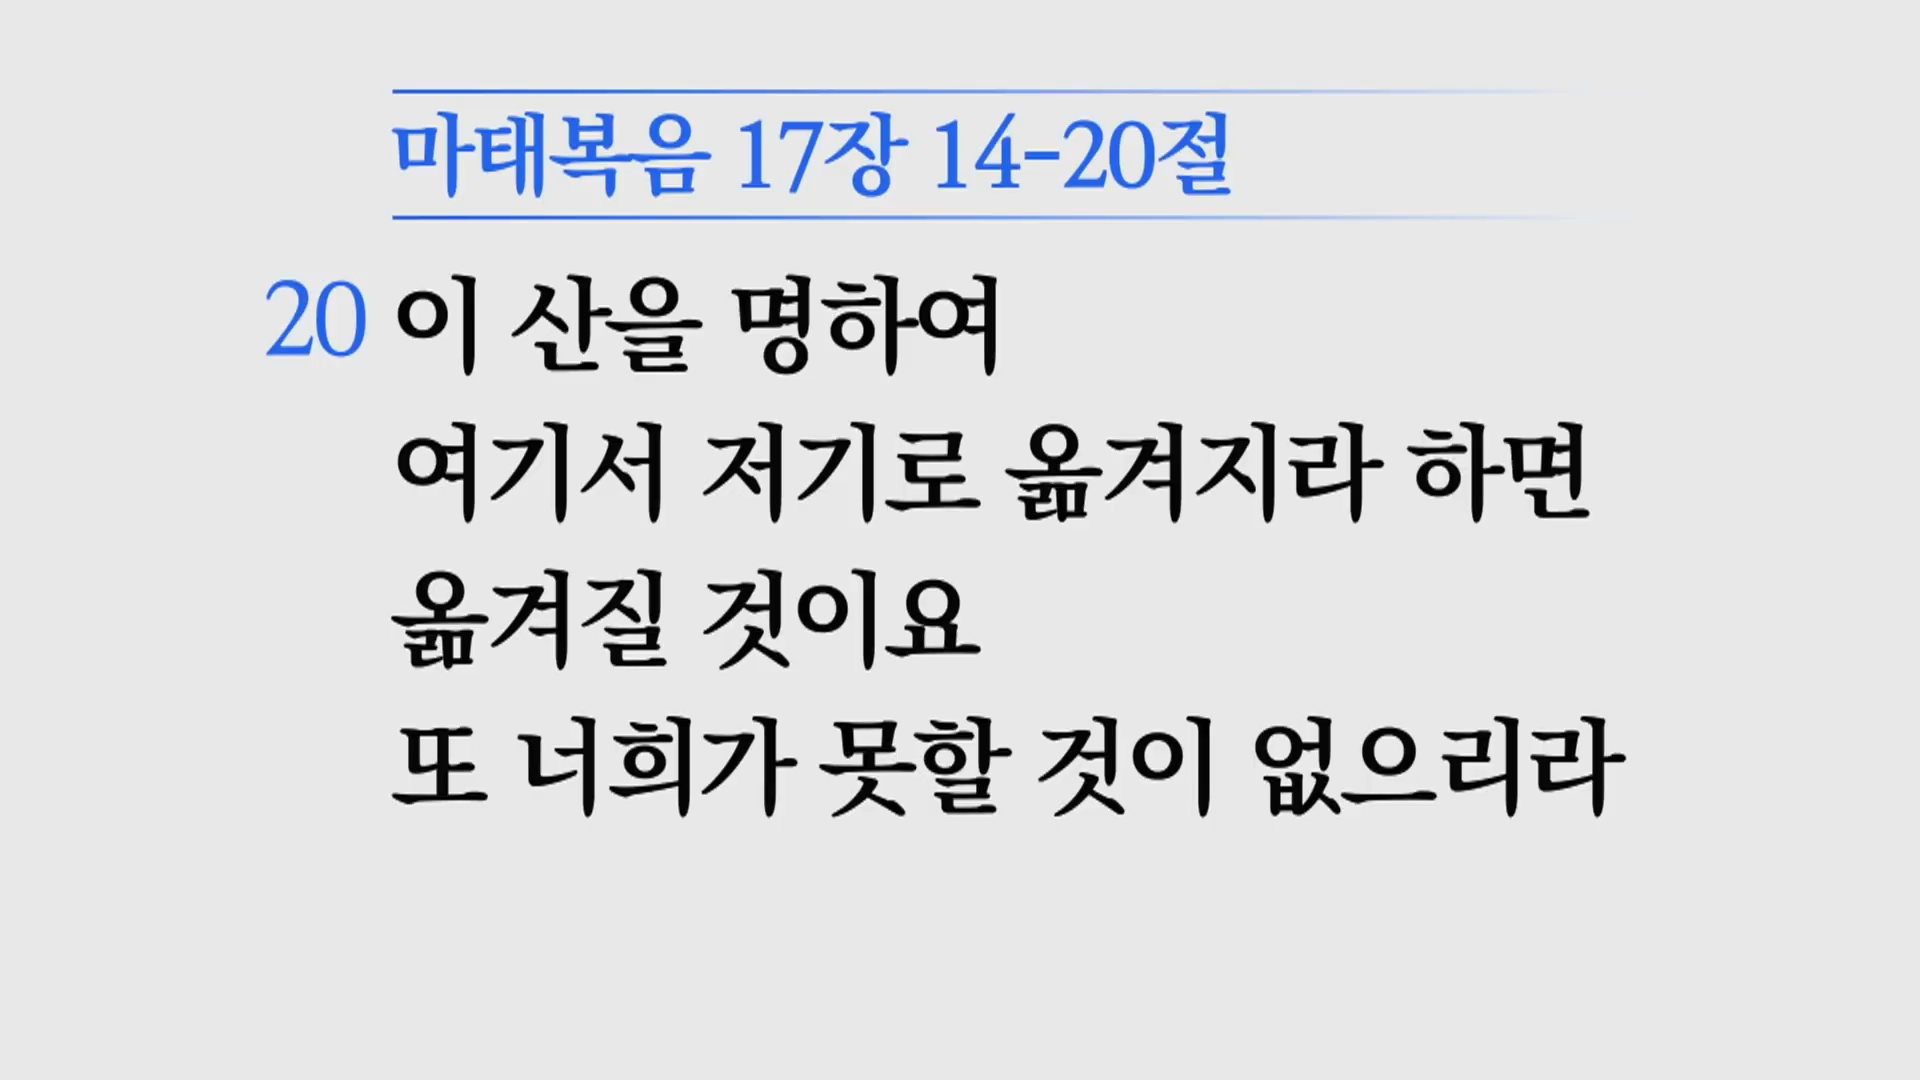 마태복음 17장 14-20절
20 이 산을 명하여
여기서 저기로 옮겨지라 하면
옮겨질 것이요
또 너희가 못할 것이 없으리라